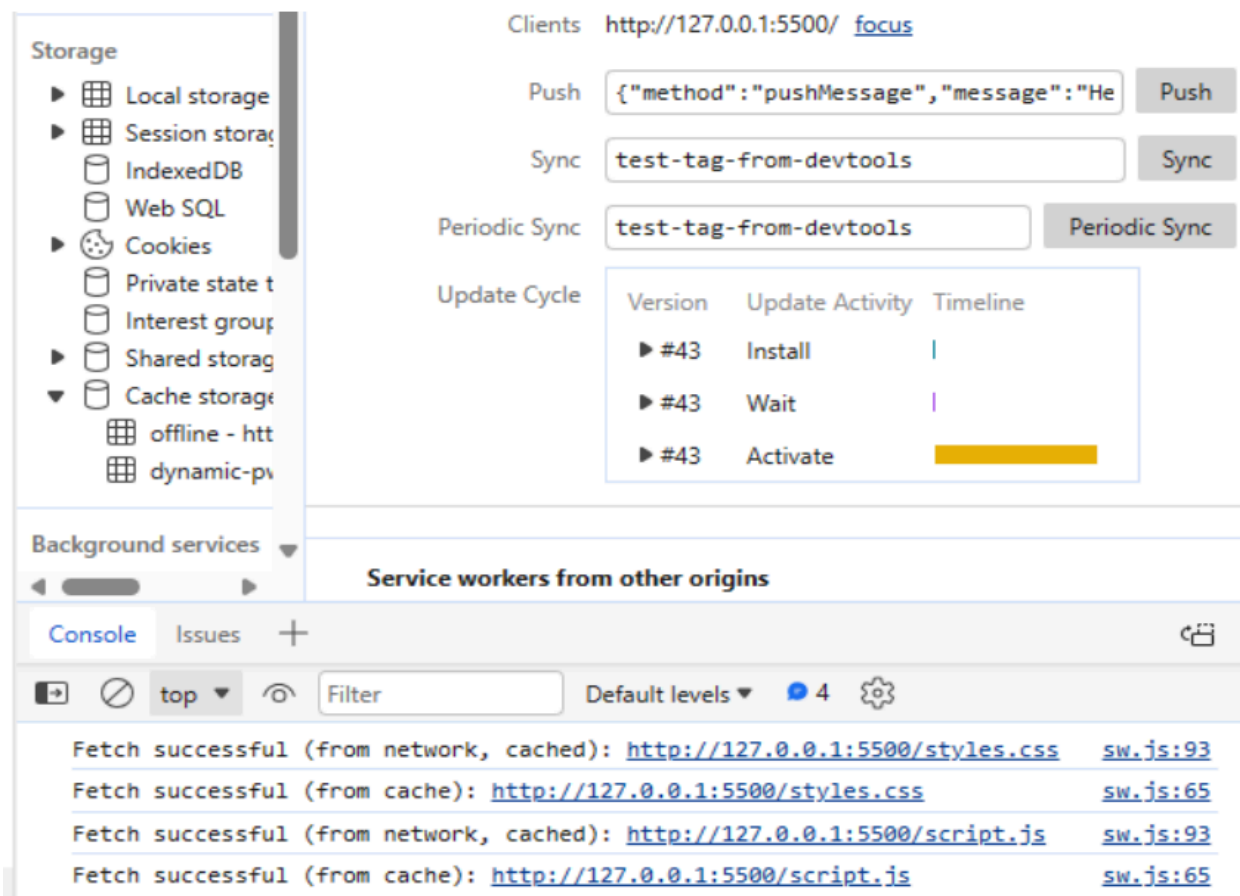 Storage
Local storage
Session storag
IndexedDB
Web SQL
Cookies
Private state t
Interest group
Shared storag
Cache storage
offline - htt
dynamic-pw
Background services
Clients http://127.0.0.1:5500/ focus
Push {"method":"pushMessage","message":"He Push
Sync test-tag-from-devtools Sync
Periodic Sync test-tag-from-devtools Periodic Sync
Update Cycle
Version Update Activity Timeline
#43 Install
#43 Wait
#43 Activate
Service workers from other origins
Console Issues
top Filter Default levels 4
Fetch successful (from network, cached): http://127.0.0.1:5500/styles.css sw.js:93
Fetch successful (from cache): http://127.0.0.1:5500/styles.css sw.js:65
Fetch successful (from network, cached): http://127.0.0.1:5500/script.js sw.js:93
Fetch successful (from cache): http://127.0.0.1:5500/script.js sw.js:65